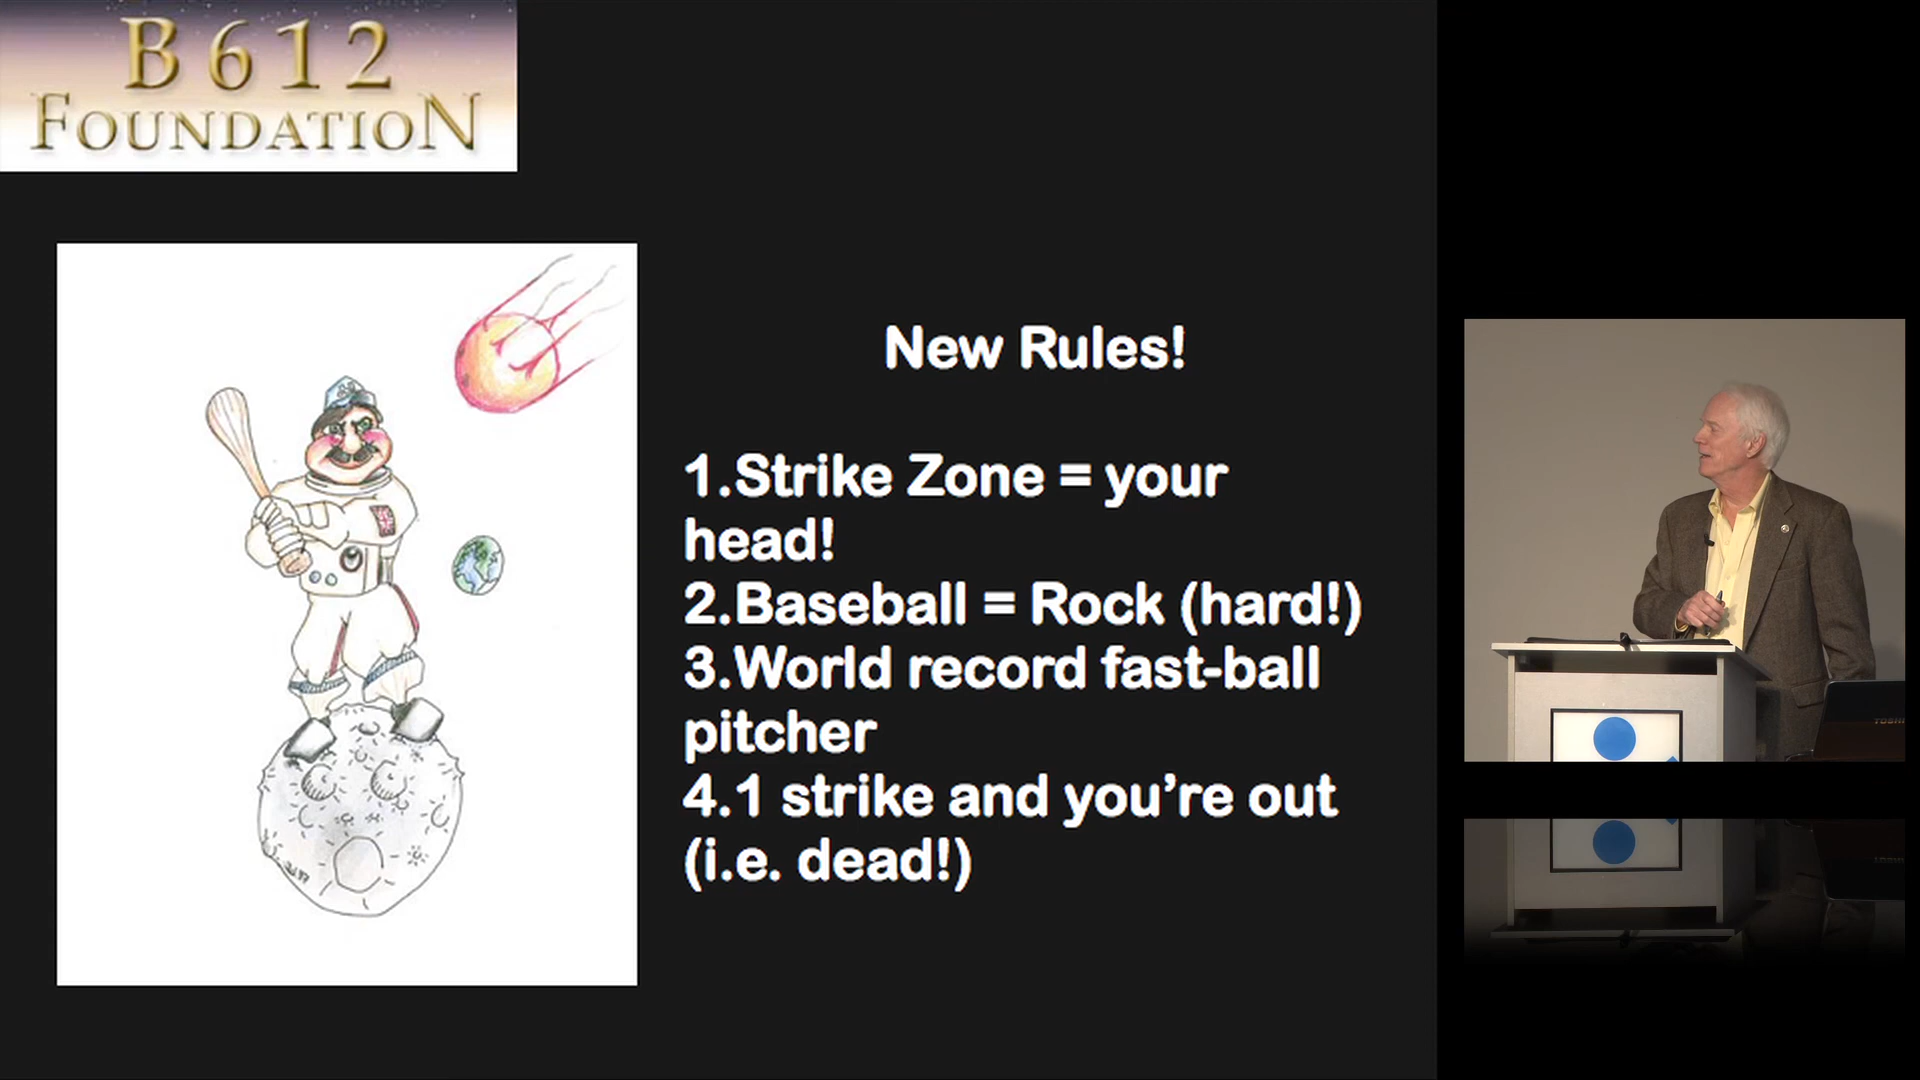 B612
FOUNDATION
New Rules!
1.Strike Zone = your
head!
2.Baseball = Rock (hard!)
3.World record fast-ball
pitcher
4.1 strike and you’re out
(i.e. dead!)